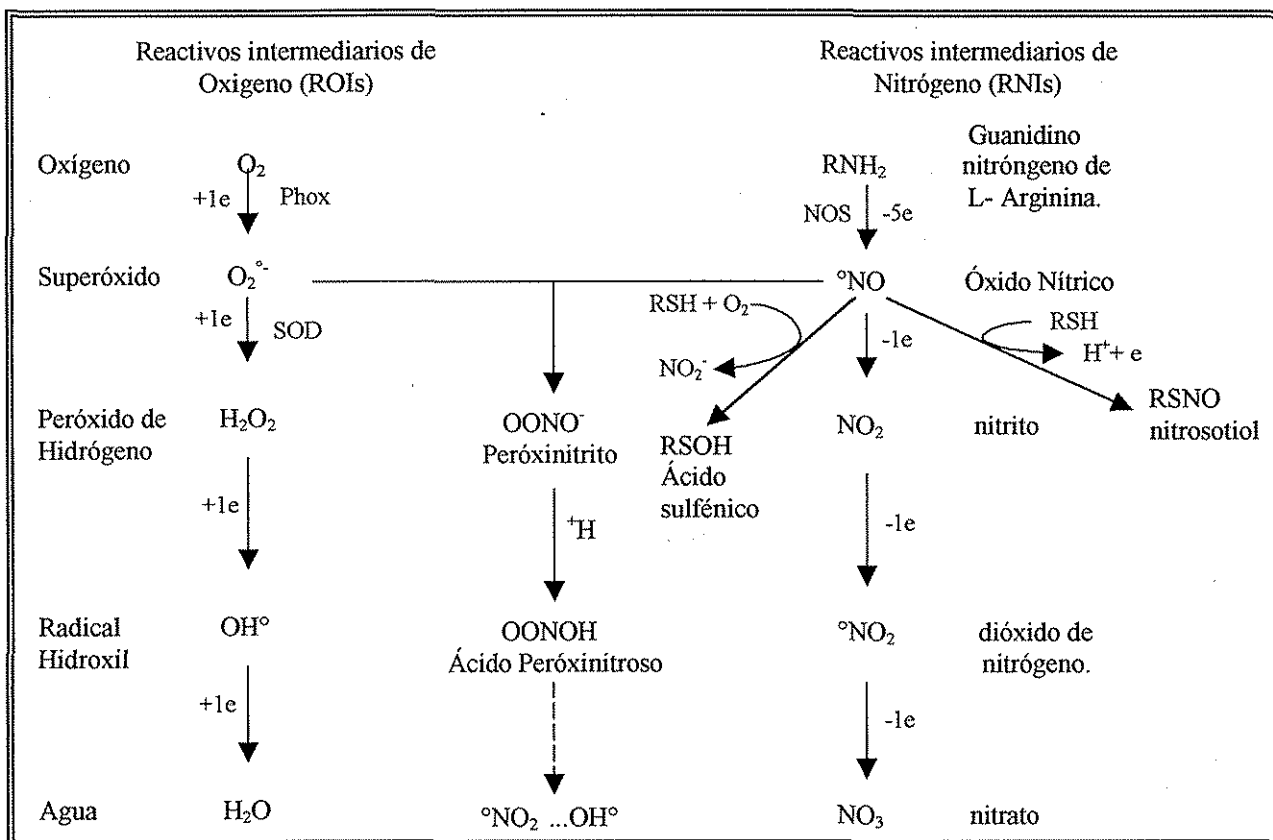 Reactivos intermediarios de
Oxigeno (ROIs)
Reactivos intermediarios de
Nitrógeno (RNIs)
Oxígeno
O₂
+1e
Phox
RNH₂
NOS
-5e
Guanidino
nitróngeno de
L- Arginina.
Superóxido
O₂°-
°NO
Óxido Nítrico
+1e
SOD
RSH + O₂
NO₂-
-1e
RSH
H⁺ + e
Peróxido de
Hidrógeno
H₂O₂
OONO-
Peróxinitrito
RSOH
Ácido
sulfénico
NO₂
nitrito
RSNO
nitrosotiol
+1e
⁺H
-1e
Radical
Hidroxil
OH°
OONOH
Ácido Peróxinitroso
°NO₂
dióxido de
nitrógeno.
+1e
-1e
Agua
H₂O
°NO₂ ...OH°
NO₃
nitrato